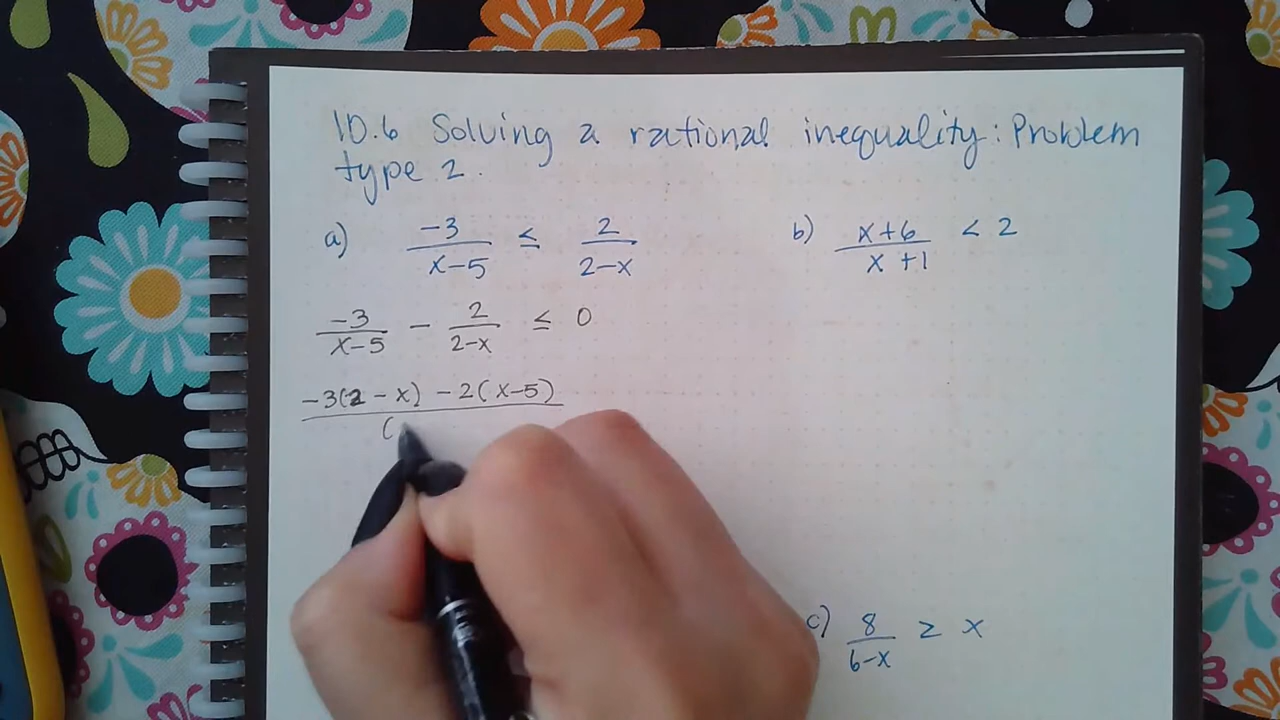 10.6 Solving a rational inequality: Problem
type 2.
a) -3/(x-5) ≤ 2/(2-x)
b) (x+6)/(x+1) < 2
-3/(x-5) - 2/(2-x) ≤ 0
-3(2-x) -2(x-5)
(
c) 8/(6-x) ≥ x